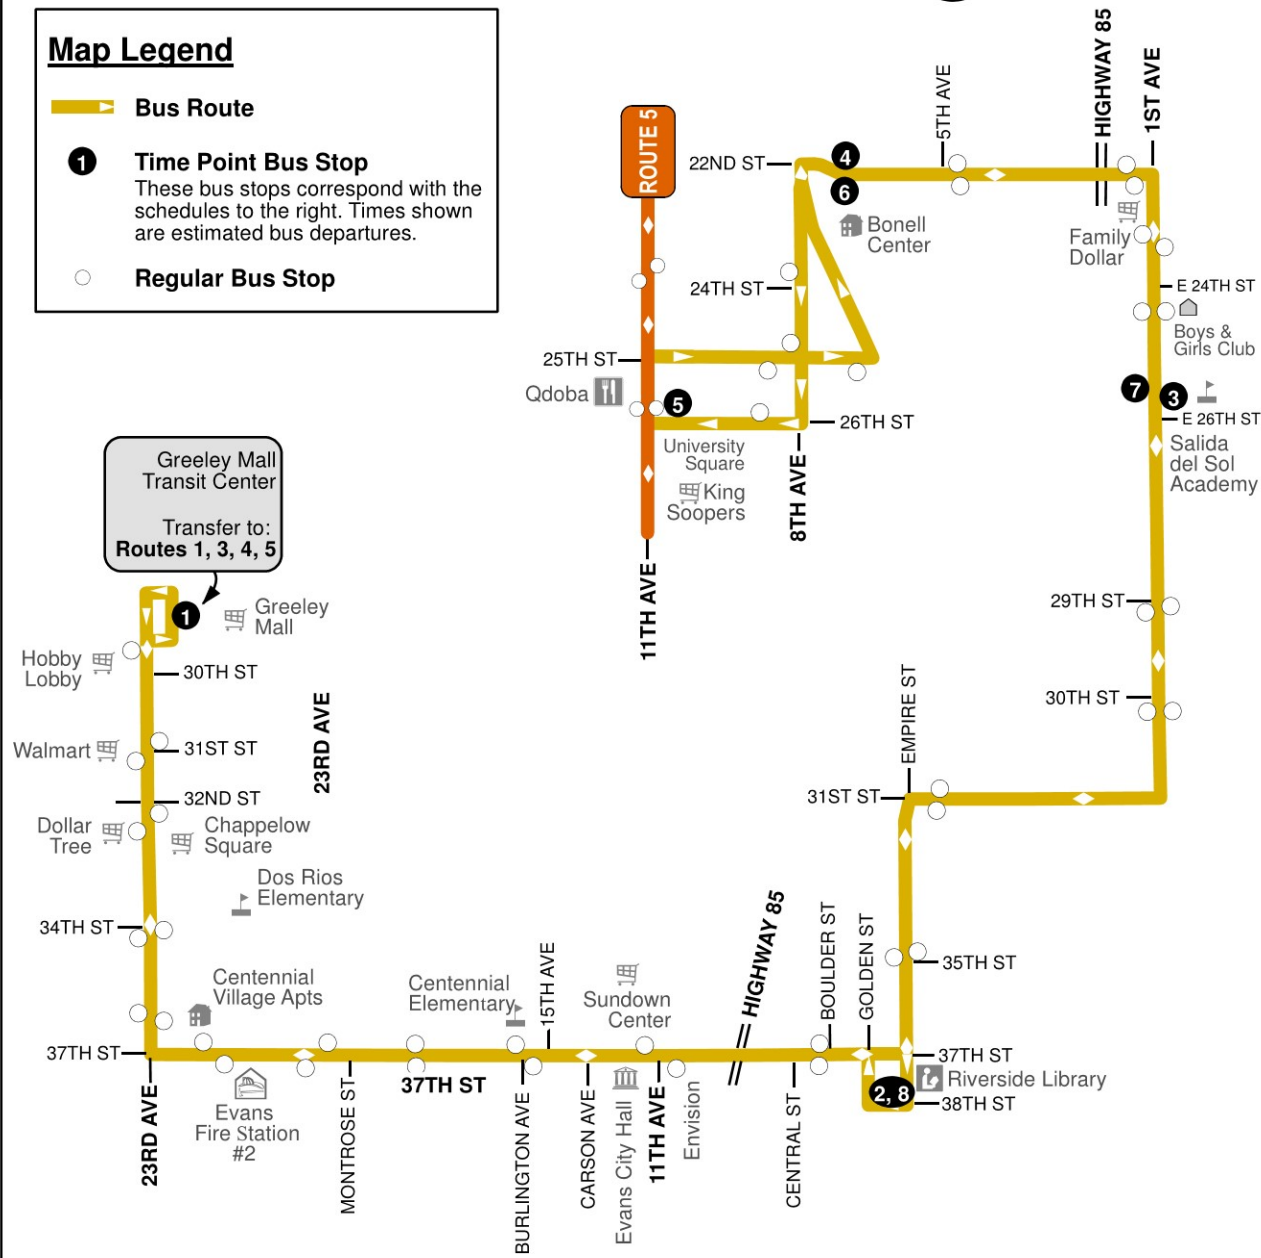 Map Legend
Bus Route
1
Time Point Bus Stop
These bus stops correspond with the
schedules to the right. Times shown
are estimated bus departures.
Regular Bus Stop
ROUTE 5
22ND ST
4
6
5TH AVE
HIGHWAY 85
1ST AVE
Bonell
Center
Family
Dollar
24TH ST
E 24TH ST
Boys &
Girls Club
25TH ST
Qdoba
5
7
3
26TH ST
E 26TH ST
University
Square
King
Soopers
8TH AVE
11TH AVE
Salida
del Sol
Academy
Greeley Mall
Transit Center
Transfer to:
Routes 1, 3, 4, 5
1
Greeley
Mall
Hobby
Lobby
30TH ST
23RD AVE
Walmart
31ST ST
32ND ST
Dollar
Tree
Chappelow
Square
Dos Rios
Elementary
34TH ST
29TH ST
30TH ST
EMPIRE ST
31ST ST
Centennial
Village Apts
Centennial
Elementary
15TH AVE
Sundown
Center
HIGHWAY 85
BOULDER ST
GOLDEN ST
35TH ST
37TH ST
37TH ST
37TH ST
2, 8
Riverside Library
38TH ST
23RD AVE
Evans
Fire Station
#2
MONTROSE ST
BURLINGTON AVE
CARSON AVE
Evans City Hall
11TH AVE
Envision
CENTRAL ST